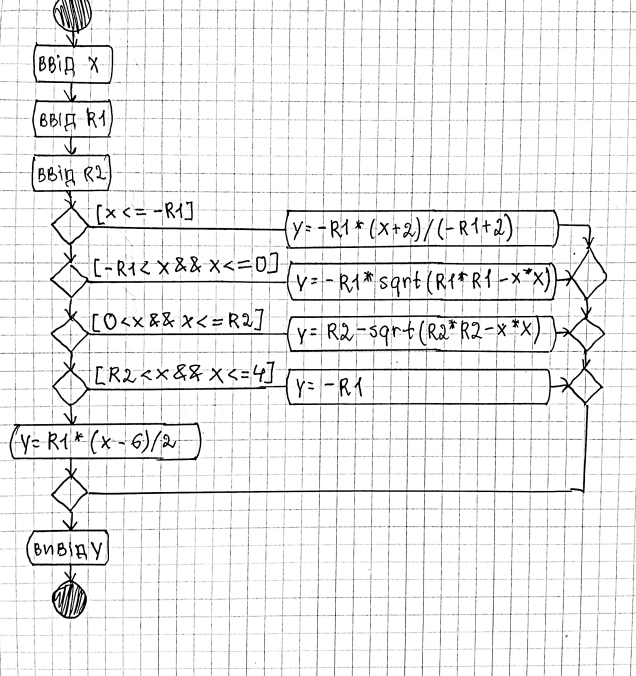 ввід X
ввід R1
ввід R2
[x<=-R1]
y=-R1*(x+2)/(-R1+2)
[-R1<x&&x<=0]
y=-R1*sqrt(R1*R1-x*x)
[0<x&&x<=R2]
y=R2-sqrt(R2*R2-x*x)
[R2<x&&x<=4]
y=-R1
y=R1*(x-6)/2
вивід y